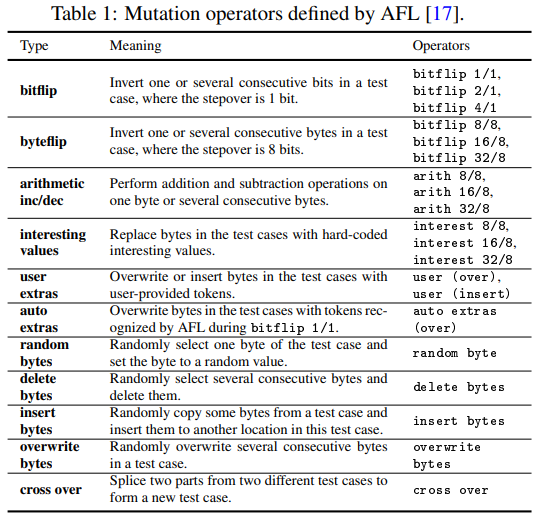 Table 1: Mutation operators defined by AFL [17].
Type Meaning Operators
bitflip
Invert one or several consecutive bits in a test
case, where the stepover is 1 bit.
bitflip 1/1,
bitflip 2/1,
bitflip 4/1
byteflip
Invert one or several consecutive bytes in a test
case, where the stepover is 8 bits.
bitflip 8/8,
bitflip 16/8,
bitflip 32/8
arithmetic
inc/dec
Perform addition and subtraction operations on
one byte or several consecutive bytes.
arith 8/8,
arith 16/8,
arith 32/8
interesting
values
Replace bytes in the test cases with hard-coded
interesting values.
interest 8/8,
interest 16/8,
interest 32/8
user
extras
Overwrite or insert bytes in the test cases with
user-provided tokens.
user (over),
user (insert)
auto
extras
Overwrite bytes in the test cases with tokens rec-
ognized by AFL during bitflip 1/1.
auto extras
(over)
random
bytes
Randomly select one byte of the test case and
set the byte to a random value.
random byte
delete
bytes
Randomly select several consecutive bytes and
delete them.
delete bytes
insert
bytes
Randomly copy some bytes from a test case and
insert them to another location in this test case.
insert bytes
overwrite
bytes
Randomly overwrite several consecutive bytes
in a test case.
overwrite
bytes
cross over
Splice two parts from two different test cases to
form a new test case.
cross over